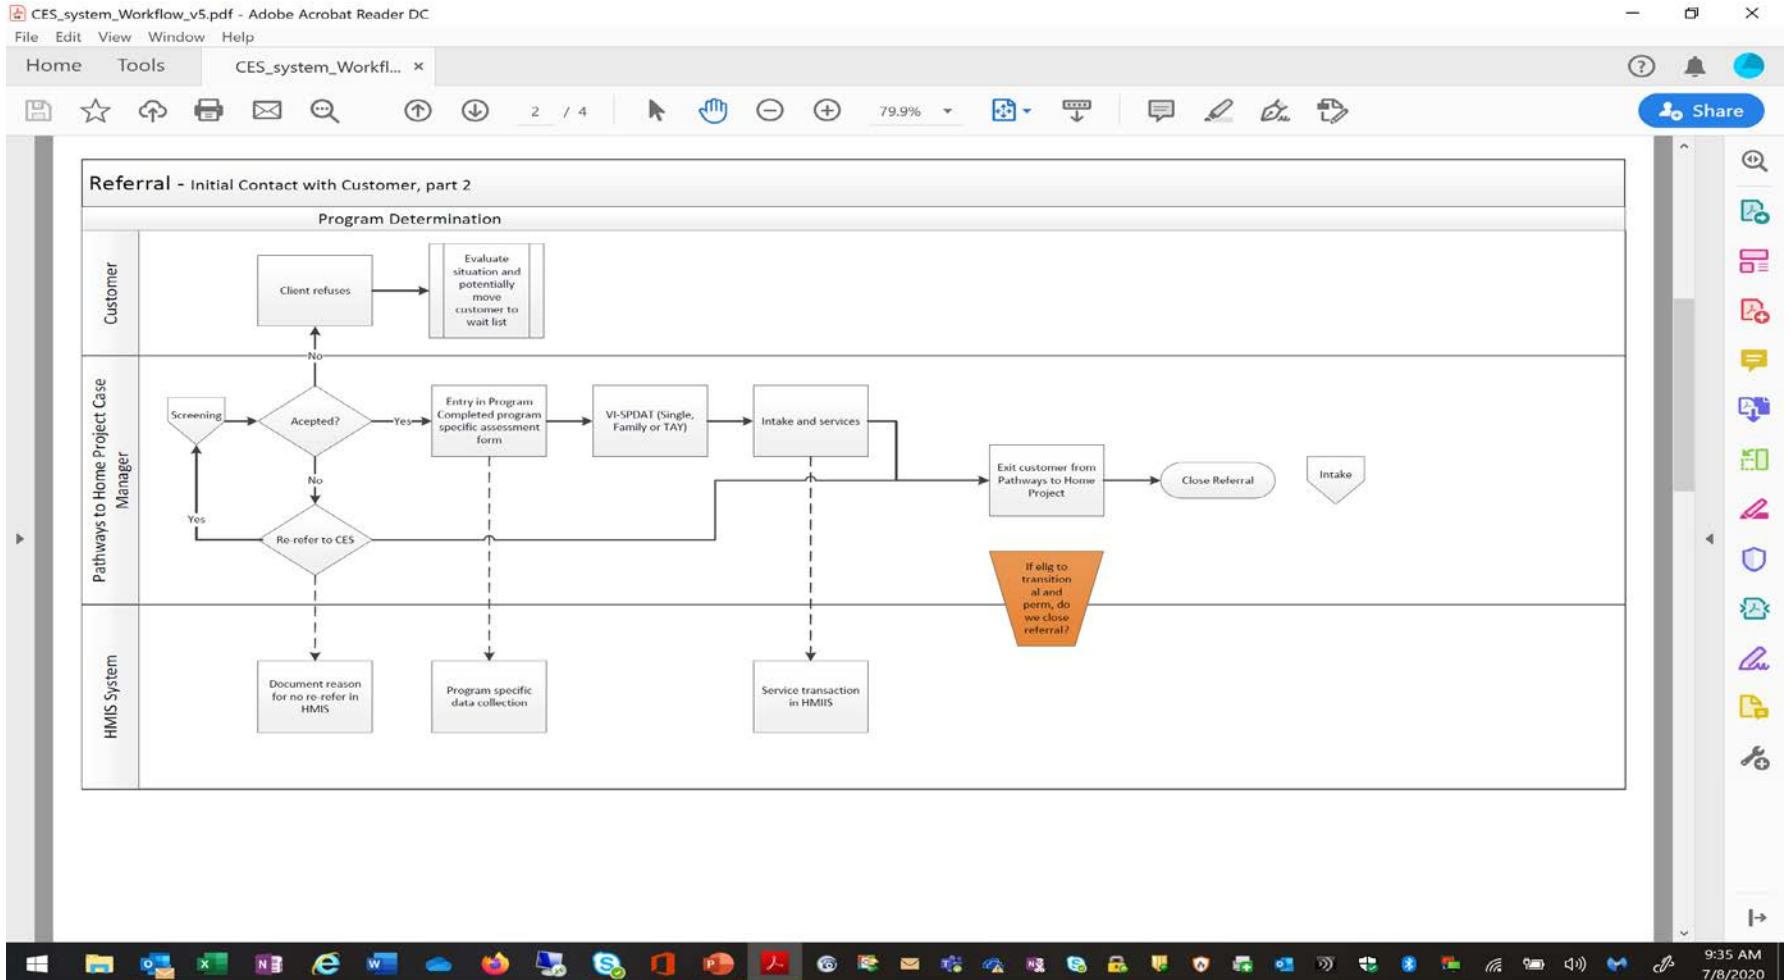 CES_system_Workflow_v5.pdf - Adobe Acrobat Reader DC
File Edit View Window Help
Home Tools CES_system_Workfl... ×
2 / 4 79.9% Share
Referral - Initial Contact with Customer, part 2
Program Determination
Customer
Client refuses
Evaluate
situation and
potentially
move
customer to
wait list
No
Pathways to Home Project Case
Manager
Screening
Acepted?
Yes
Entry in Program
Completed program
specific assessment
form
VI-SPDAT (Single,
Family or TAY)
Intake and services
No
Yes
Re-refer to CES
Exit customer from
Pathways to Home
Project
Close Referral
Intake
If elig to
transition
al and
perm, do
we close
referral?
HMIS System
Document reason
for no re-refer in
HMIS
Program specific
data collection
Service transaction
in HMIIS
9:35 AM
7/8/2020